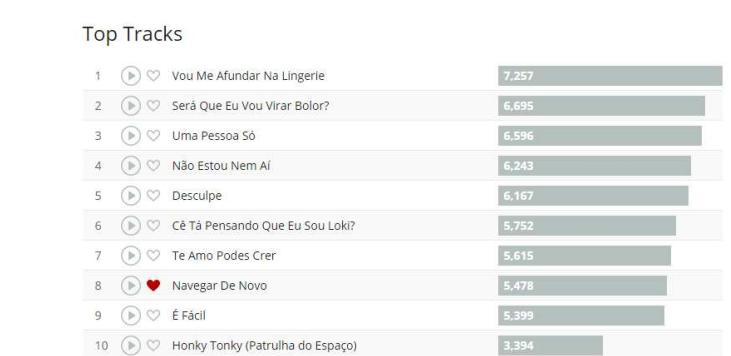 Top Tracks
1 Vou Me Afundar Na Lingerie 7,257
2 Será Que Eu Vou Virar Bolor? 6,695
3 Uma Pessoa Só 6,596
4 Não Estou Nem Aí 6,243
5 Desculpe 6,167
6 Cê Tá Pensando Que Eu Sou Loki? 5,752
7 Te Amo Podes Crer 5,615
8 Navegar De Novo 5,478
9 É Fácil 5,399
10 Honky Tonky (Patrulha do Espaço) 3,394